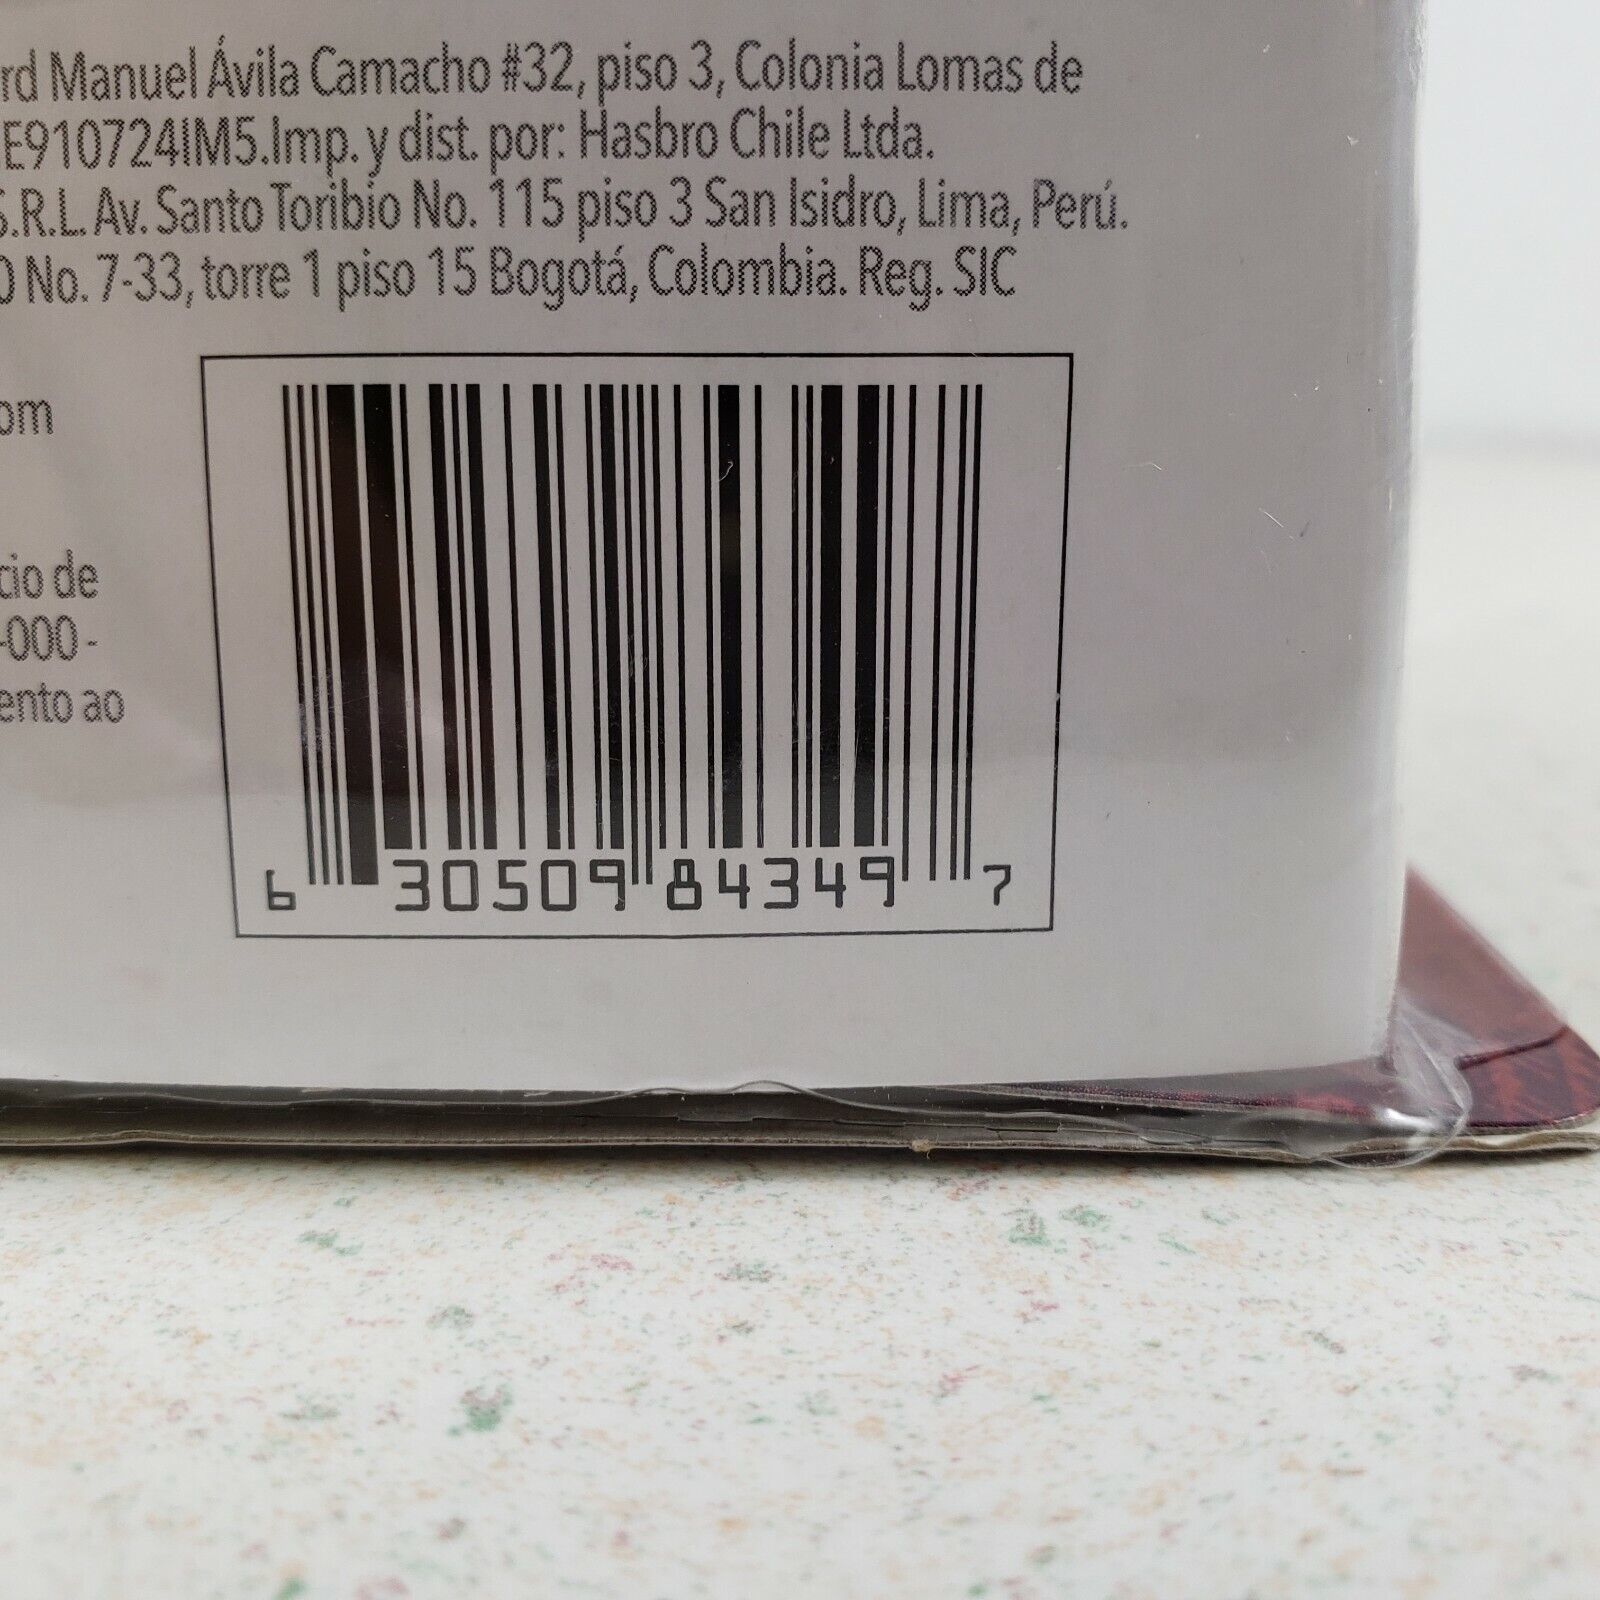 Manuel Ávila Camacho #32, piso 3, Colonia Lomas de
E910724IM5.Imp. y dist. por: Hasbro Chile Ltda.
S.R.L. Av. Santo Toribio No. 115 piso 3 San Isidro, Lima, Perú.
0 No. 7-33, torre 1 piso 15 Bogotá, Colombia. Reg. SIC
om
cio de
-000 -
ento ao
6 30509 84349 7